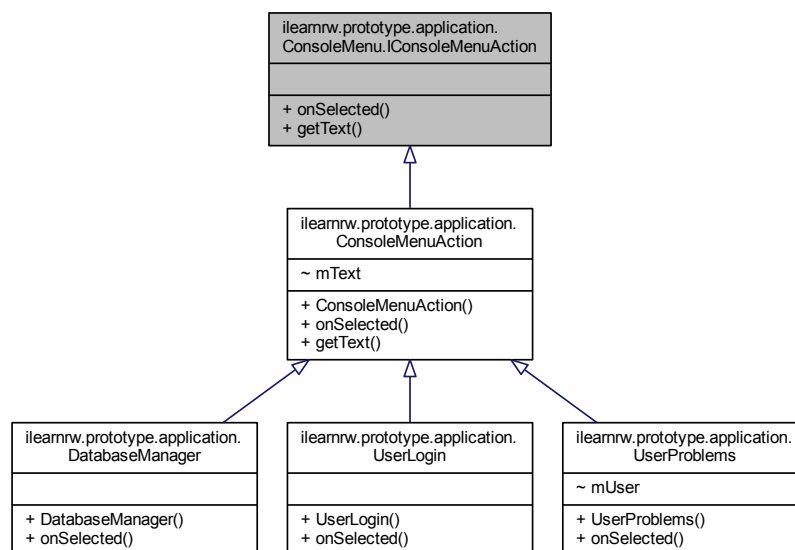 ilearnrw.prototype.application.
ConsoleMenu.IConsoleMenuAction
+ onSelected()
+ getText()
ilearnrw.prototype.application.
ConsoleMenuAction
~ mText
+ ConsoleMenuAction()
+ onSelected()
+ getText()
ilearnrw.prototype.application.
DatabaseManager
+ DatabaseManager()
+ onSelected()
ilearnrw.prototype.application.
UserLogin
+ UserLogin()
+ onSelected()
ilearnrw.prototype.application.
UserProblems
~ mUser
+ UserProblems()
+ onSelected()